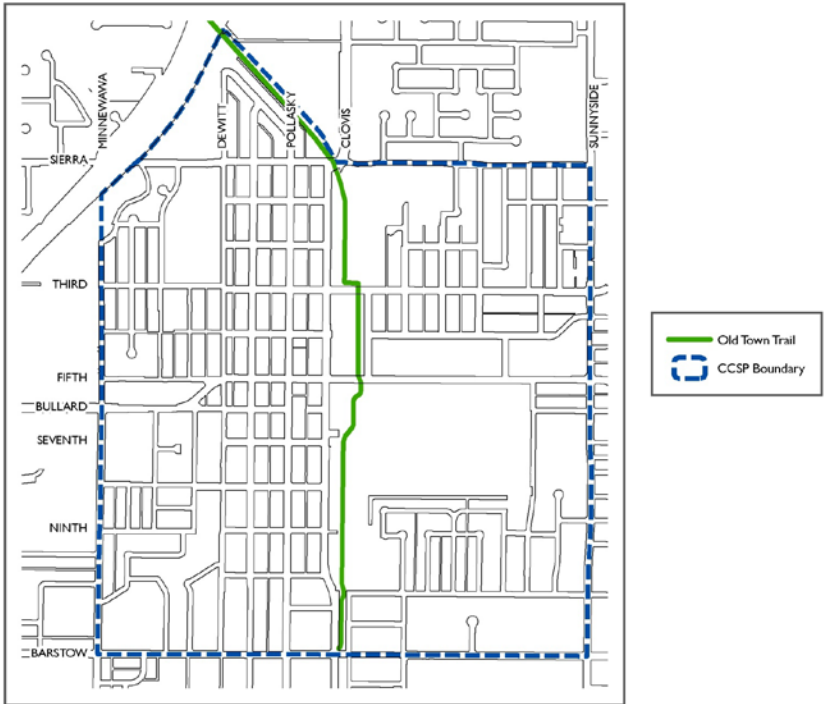 MINNEWAWA
DEWITT
POLLASKY
CLOVIS
SUNNYSIDE
SIERRA
THIRD
FIFTH
BULLARD
SEVENTH
NINTH
BARSTOW
Old Town Trail
CCSP Boundary